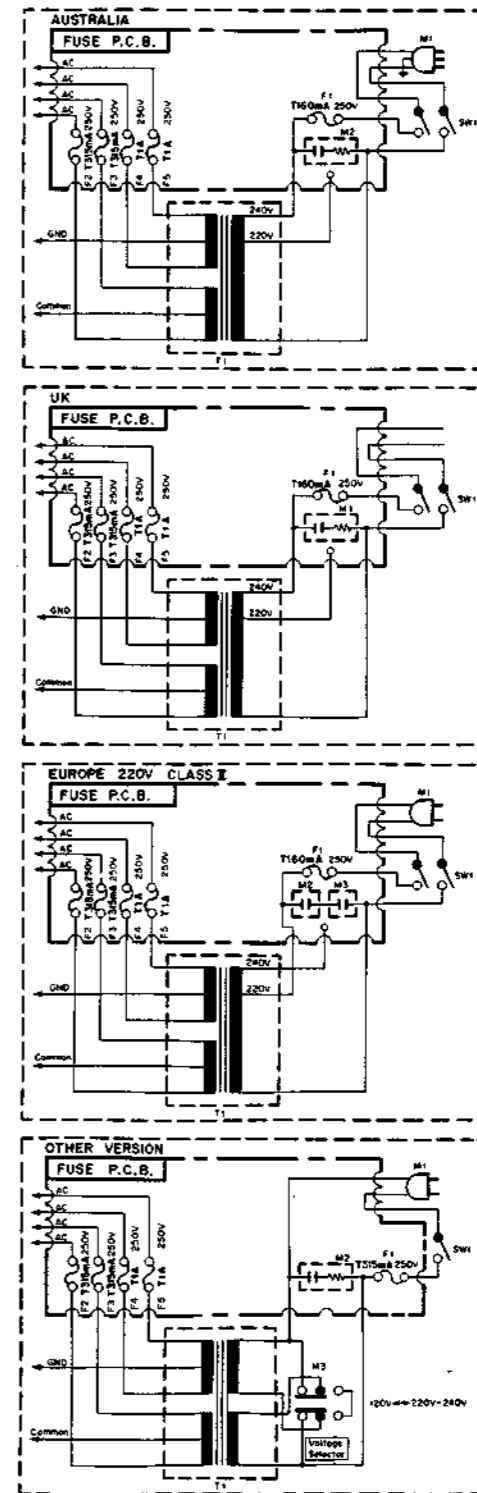 AUSTRALIA
FUSE P.C.B.
AC
AC
AC
AC
F2 T315mA 250V
F3 T315mA 250V
F4 T1A 250V
F5 T1A 250V
F1
T160mA 250V
M1
M2
SW1
240V
220V
GND
Common
T1
UK
FUSE P.C.B.
AC
AC
AC
AC
F2 T315mA 250V
F3 T315mA 250V
F4 T1A 250V
F5 T1A 250V
F1
T160mA 250V
M1
SW1
240V
220V
GND
Common
T1
EUROPE 220V CLASS II
FUSE P.C.B.
AC
AC
AC
AC
F2 T315mA 250V
F3 T315mA 250V
F4 T1A 250V
F5 T1A 250V
M1
F1
T160mA 250V
M2
M3
SW1
240V
220V
GND
Common
T1
OTHER VERSION
FUSE P.C.B.
AC
AC
AC
AC
F2 T315mA 250V
F3 T315mA 250V
F4 T1A 250V
F5 T1A 250V
M1
M2
F1
T315mA 250V
SW1
GND
M3
120V↔220V-240V
Voltage
Selector
Common
T1